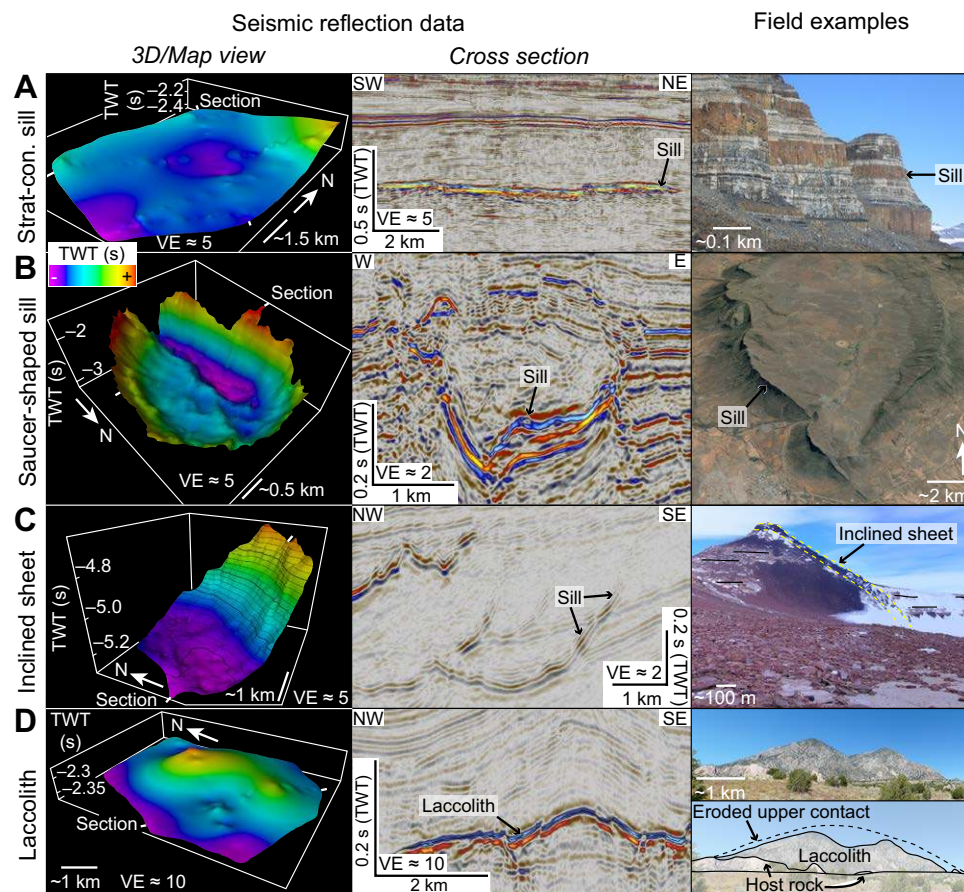 Seismic reflection data
Field examples
3D/Map view
Cross section
A
Strat-con. sill
TWT (s)
–2.2
–2.4
Section
N
~1.5 km
VE ≈ 5
SW
NE
Sill
0.5 s (TWT)
VE ≈ 5
2 km
Sill
~0.1 km
B
Saucer-shaped sill
TWT (s)
- +
Section
–2
–3
TWT (s)
N
VE ≈ 5
~0.5 km
W
E
Sill
0.2 s (TWT)
VE ≈ 2
1 km
Sill
N
~2 km
C
Inclined sheet
–4.8
–5.0
–5.2
TWT (s)
N
Section
~1 km
VE ≈ 5
NW
SE
Sill
0.2 s (TWT)
VE ≈ 2
1 km
Inclined sheet
~100 m
D
Laccolith
TWT
(s)
N
–2.3
–2.35
Section
~1 km
VE ≈ 10
NW
SE
Laccolith
0.2 s (TWT)
VE ≈ 10
2 km
~1 km
Eroded upper contact
Laccolith
Host rock